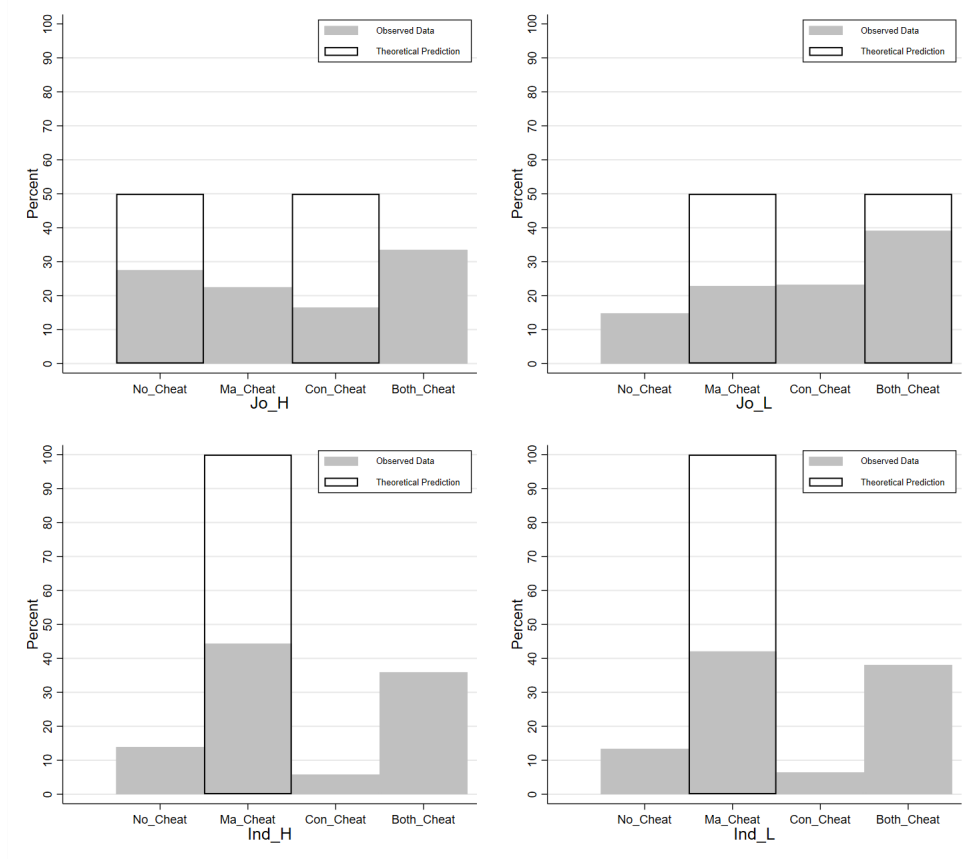 Observed Data
Theoretical Prediction
Percent
100
90
80
70
60
50
40
30
20
10
0
No_Cheat Ma_Cheat Con_Cheat Both_Cheat
Jo_H
Observed Data
Theoretical Prediction
Percent
100
90
80
70
60
50
40
30
20
10
0
No_Cheat Ma_Cheat Con_Cheat Both_Cheat
Jo_L
Observed Data
Theoretical Prediction
Percent
100
90
80
70
60
50
40
30
20
10
0
No_Cheat Ma_Cheat Con_Cheat Both_Cheat
Ind_H
Observed Data
Theoretical Prediction
Percent
100
90
80
70
60
50
40
30
20
10
0
No_Cheat Ma_Cheat Con_Cheat Both_Cheat
Ind_L